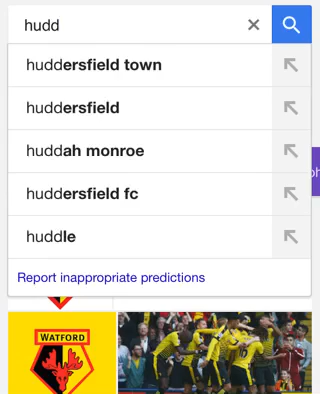 hudd
huddersfield town
huddersfield
huddah monroe
huddersfield fc
huddle
Report inappropriate predictions
WATFORD